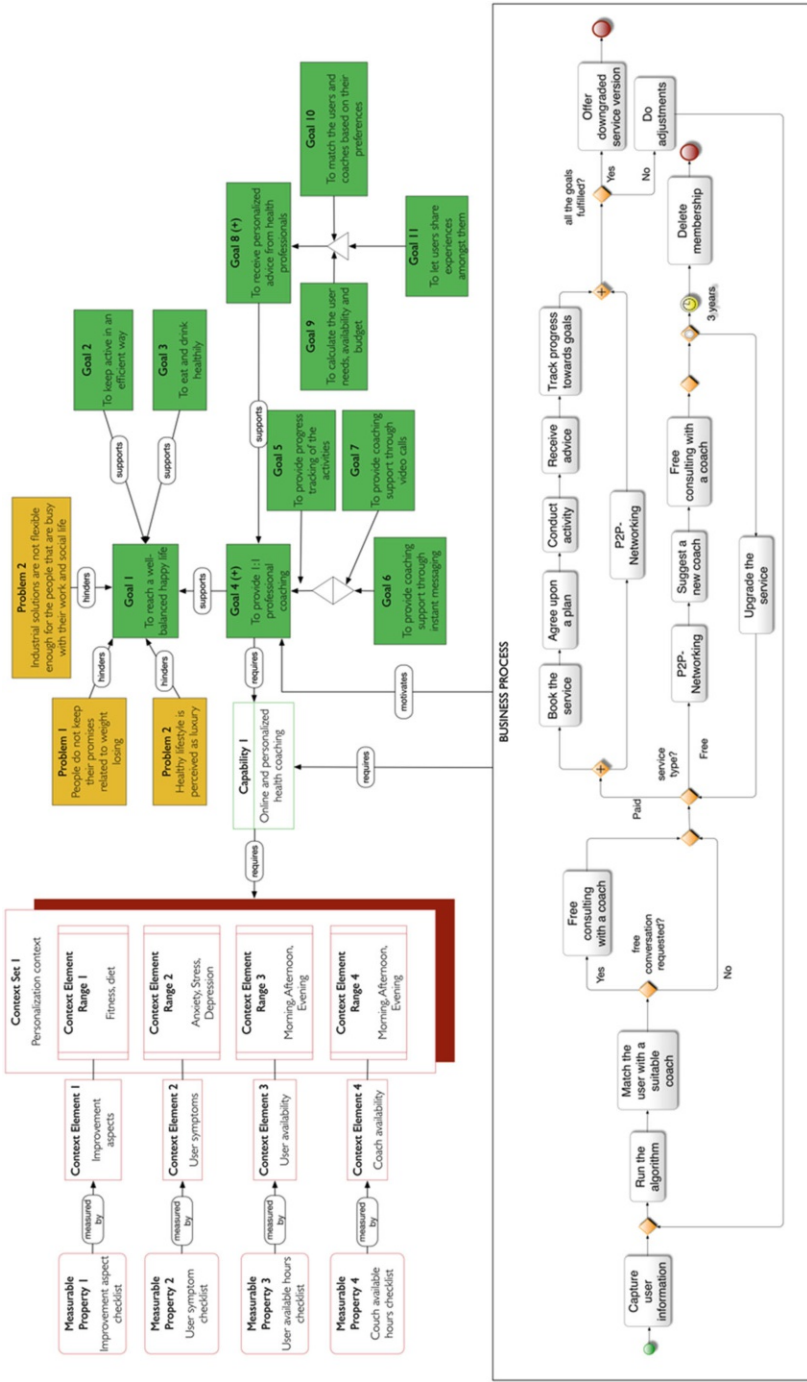 Measurable
Property 1
Improvement aspect
checklist
measured
by
Context Element 1
Improvement
aspects
Measurable
Property 2
User symptom
checklist
measured
by
Context Element 2
User symptoms
Measurable
Property 3
User available hours
checklist
measured
by
Context Element 3
User availability
Measurable
Property 4
Couch available
hours checklist
measured
by
Context Element 4
Coach availability
Context Set 1
Personalization context
Context Element
Range 1
Fitness, diet
Context Element
Range 2
Anxiety, Stress,
Depression
Context Element
Range 3
Morning, Afternoon,
Evening
Context Element
Range 4
Morning, Afternoon,
Evening
requires
Capability 1
Online and personalized
health coaching
requires
requires
motivates
Problem 1
People do not keep
their promises
related to weight
losing
hinders
Problem 2
Healthy lifestyle is
perceived as luxury
hinders
Problem 2
Industrial solutions are not flexible
enough for the people that are busy
with their work and social life
hinders
Goal 1
To reach a well-
balanced happy life
supports
Goal 2
To keep active in an
efficient way
supports
Goal 3
To eat and drink
healthily
supports
Goal 4 (+)
To provide 1:1
professional
coaching
supports
Goal 5
To provide progress
tracking of the
activities
Goal 6
To provide coaching
support through
instant messaging
Goal 7
To provide coaching
support through
video calls
Goal 8 (+)
To receive personalized
advice from health
professionals
Goal 9
To calculate the user
needs, availability and
budget
Goal 10
To match the users and
coaches based on their
preferences
Goal 11
To let users share
experiences
amongst them
BUSINESS PROCESS
Capture
user
information
Run the
algorithm
Match the
user with a
suitable
coach
free
conversation
requested?
Yes
No
Free
consulting
with a coach
service
type?
Paid
Free
Book the
service
Agree upon
a plan
Conduct
activity
Receive
advice
Track progress
towards goals
P2P-
Networking
all the goals
fulfilled?
Yes
No
Offer
downgraded
service version
Do
adjustments
P2P-
Networking
Suggest a
new coach
Free
consulting with
a coach
3 years
Delete
membership
Upgrade the
service